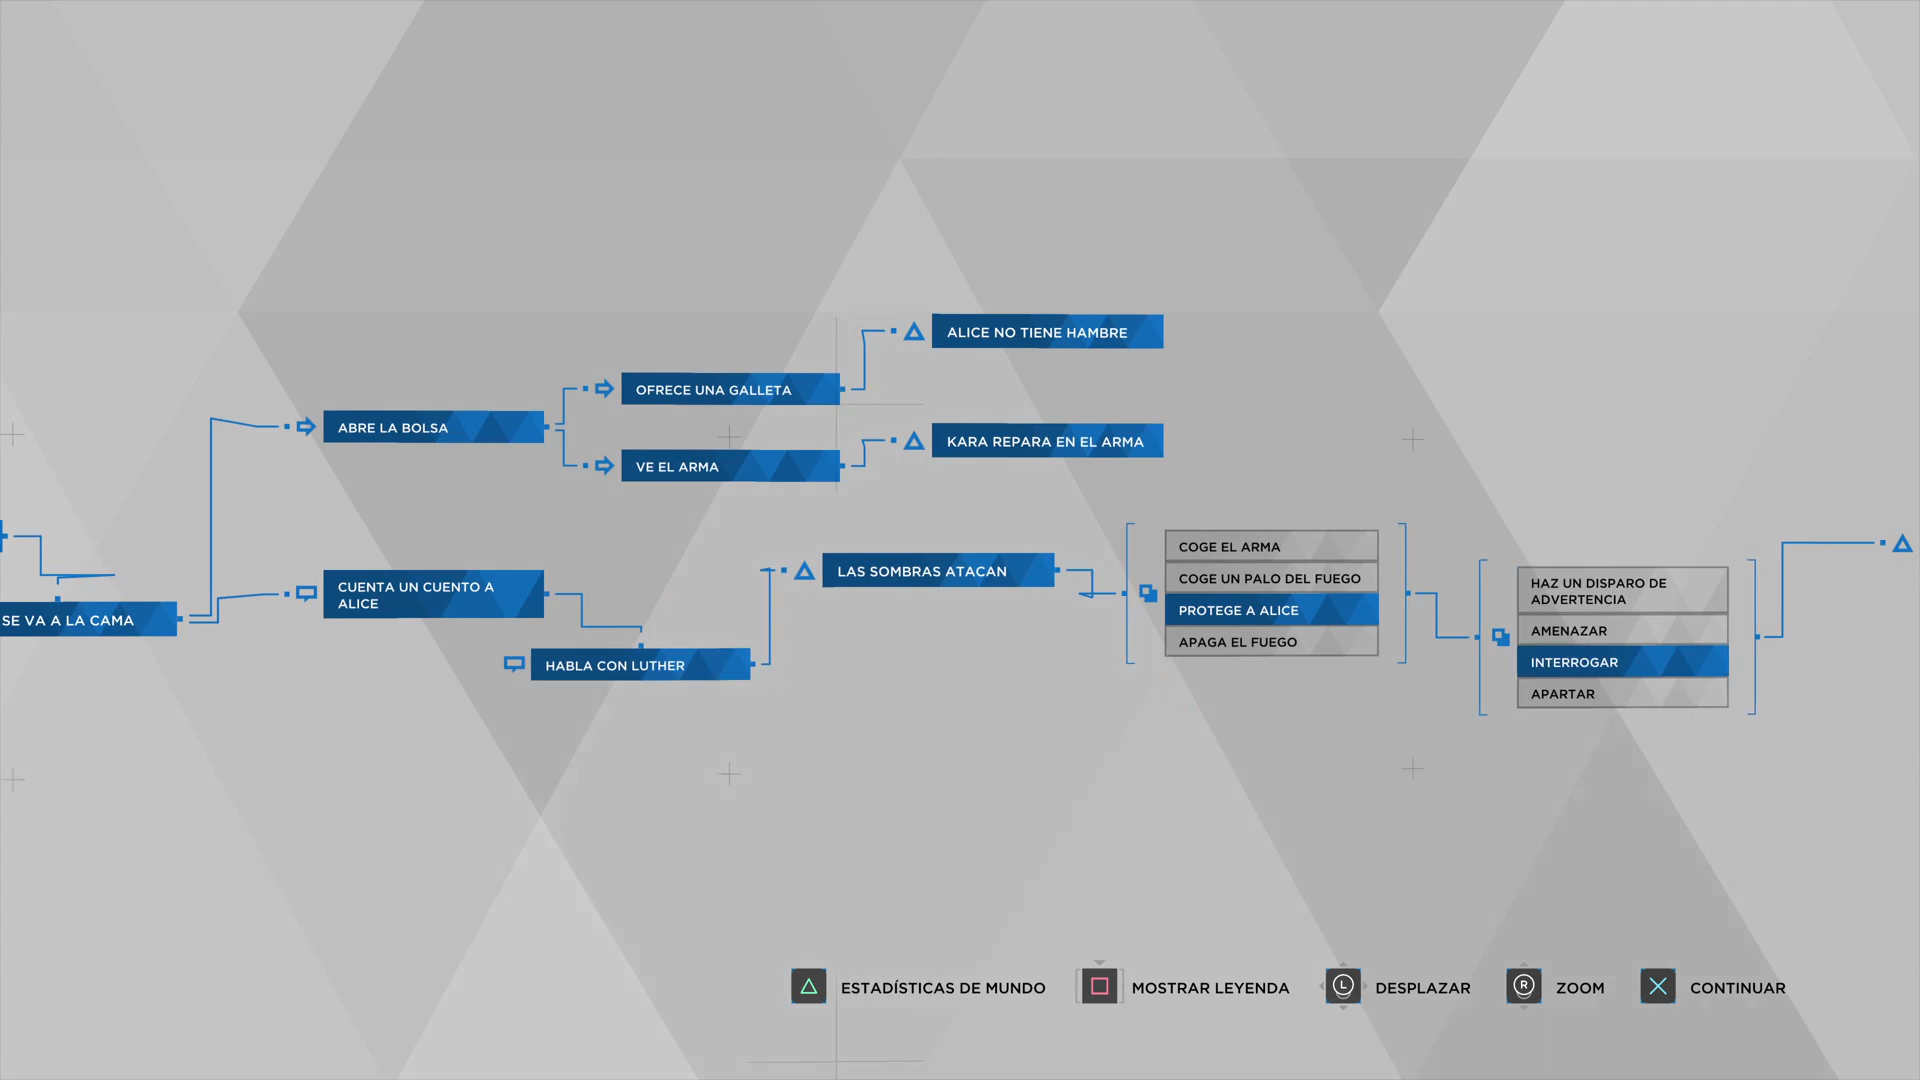 ALICE NO TIENE HAMBRE
OFRECE UNA GALLETA
ABRE LA BOLSA
KARA REPARA EN EL ARMA
VE EL ARMA
SE VA A LA CAMA
CUENTA UN CUENTO A
ALICE
HABLA CON LUTHER
LAS SOMBRAS ATACAN
COGE EL ARMA
COGE UN PALO DEL FUEGO
PROTEGE A ALICE
APAGA EL FUEGO
HAZ UN DISPARO DE
ADVERTENCIA
AMENAZAR
INTERROGAR
APARTAR
ESTADÍSTICAS DE MUNDO
MOSTRAR LEYENDA
L DESPLAZAR
R ZOOM
CONTINUAR